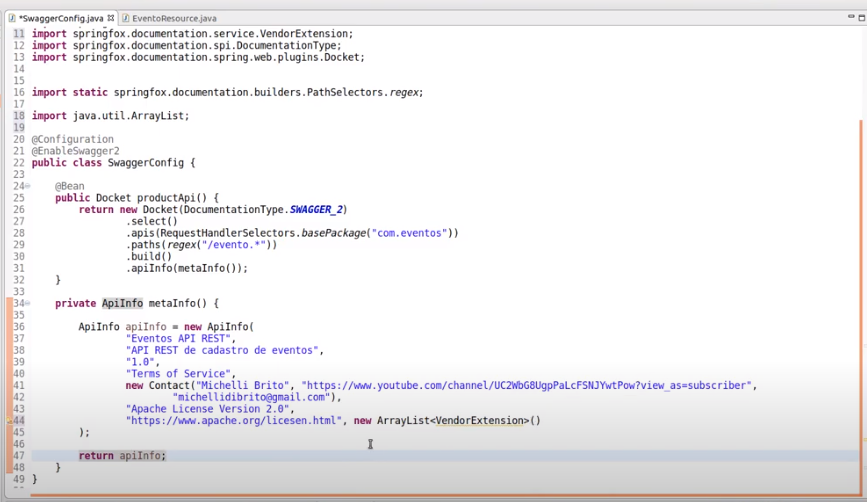 *SwaggerConfig.java EventoResource.java
11 import springfox.documentation.service.VendorExtension;
12 import springfox.documentation.spi.DocumentationType;
13 import springfox.documentation.spring.web.plugins.Docket;
14
15
16 import static springfox.documentation.builders.PathSelectors.regex;
17
18 import java.util.ArrayList;
19
20 @Configuration
21 @EnableSwagger2
22 public class SwaggerConfig {
23
24 @Bean
25 public Docket productApi() {
26 return new Docket(DocumentationType.SWAGGER_2)
27 .select()
28 .apis(RequestHandlerSelectors.basePackage("com.eventos"))
29 .paths(regex("/evento.*"))
30 .build()
31 .apiInfo(metaInfo());
32 }
33
34 private ApiInfo metaInfo() {
35
36 ApiInfo apiInfo = new ApiInfo(
37 "Eventos API REST",
38 "API REST de cadastro de eventos",
39 "1.0",
40 "Terms of Service",
41 new Contact("Michelli Brito", "https://www.youtube.com/channel/UC2WbG8UgpPaLcFSNJYwtPow?view_as=subscriber",
42 "michellidibrito@gmail.com"),
43 "Apache License Version 2.0",
44 "https://www.apache.org/licesen.html", new ArrayList<VendorExtension>()
45 );
46
47 return apiInfo;
48 }
49 }